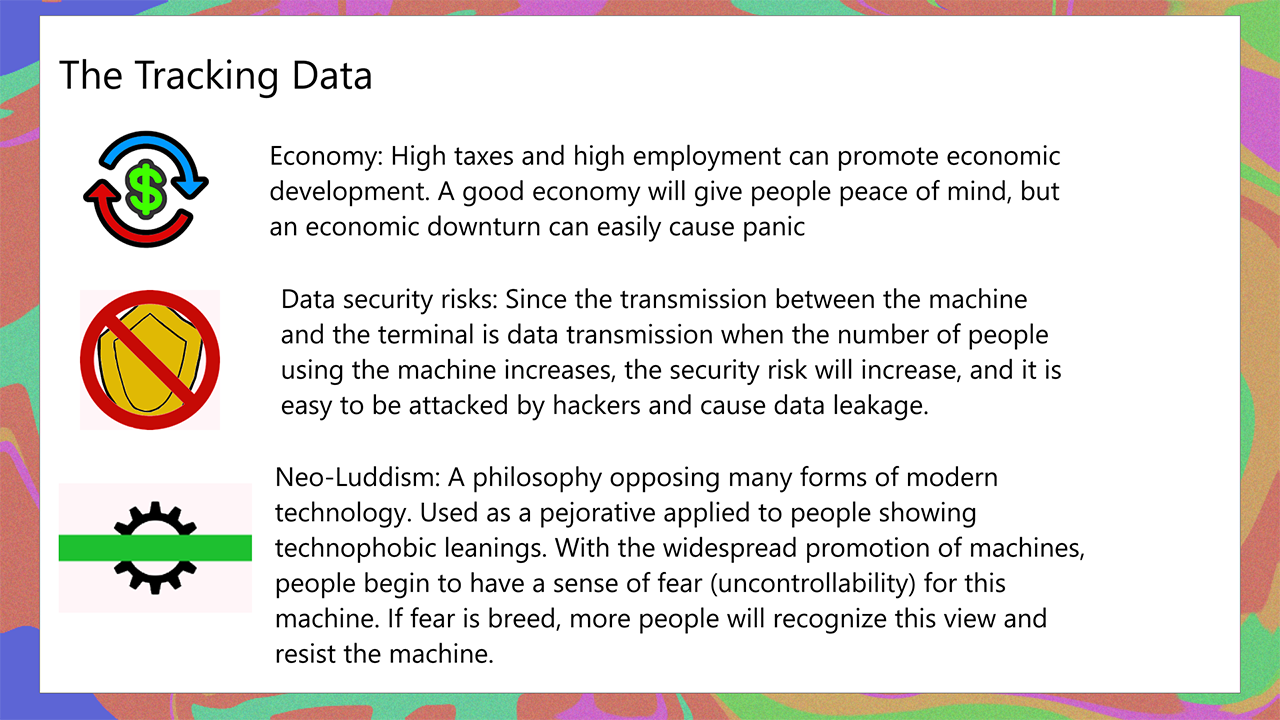 The Tracking Data
Economy: High taxes and high employment can promote economic
development. A good economy will give people peace of mind, but
an economic downturn can easily cause panic
Data security risks: Since the transmission between the machine
and the terminal is data transmission when the number of people
using the machine increases, the security risk will increase, and it is
easy to be attacked by hackers and cause data leakage.
Neo-Luddism: A philosophy opposing many forms of modern
technology. Used as a pejorative applied to people showing
technophobic leanings. With the widespread promotion of machines,
people begin to have a sense of fear (uncontrollability) for this
machine. If fear is breed, more people will recognize this view and
resist the machine.